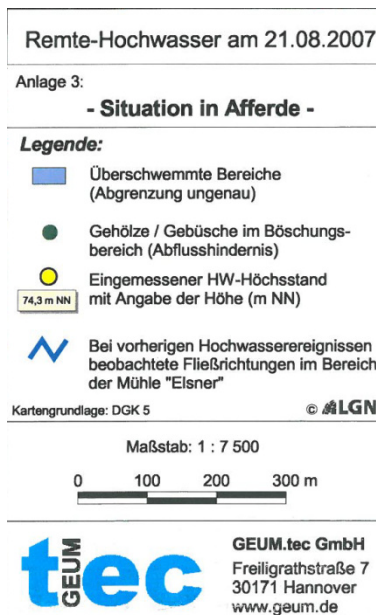 Remte-Hochwasser am 21.08.2007
Anlage 3:
- Situation in Afferde -
Legende:
Überschwemmte Bereiche
(Abgrenzung ungenau)
Gehölze / Gebüsche im Böschungs-
bereich (Abflusshindernis)
Eingemessener HW-Höchsstand
74,3 m NN mit Angabe der Höhe (m NN)
Bei vorherigen Hochwasserereignissen
beobachtete Fließrichtungen im Bereich
der Mühle "Elsner"
Kartengrundlage: DGK 5 © LGN
Maßstab: 1 : 7 500
0 100 200 300 m
GEUM tec
GEUM.tec GmbH
Freiligrathstraße 7
30171 Hannover
www.geum.de